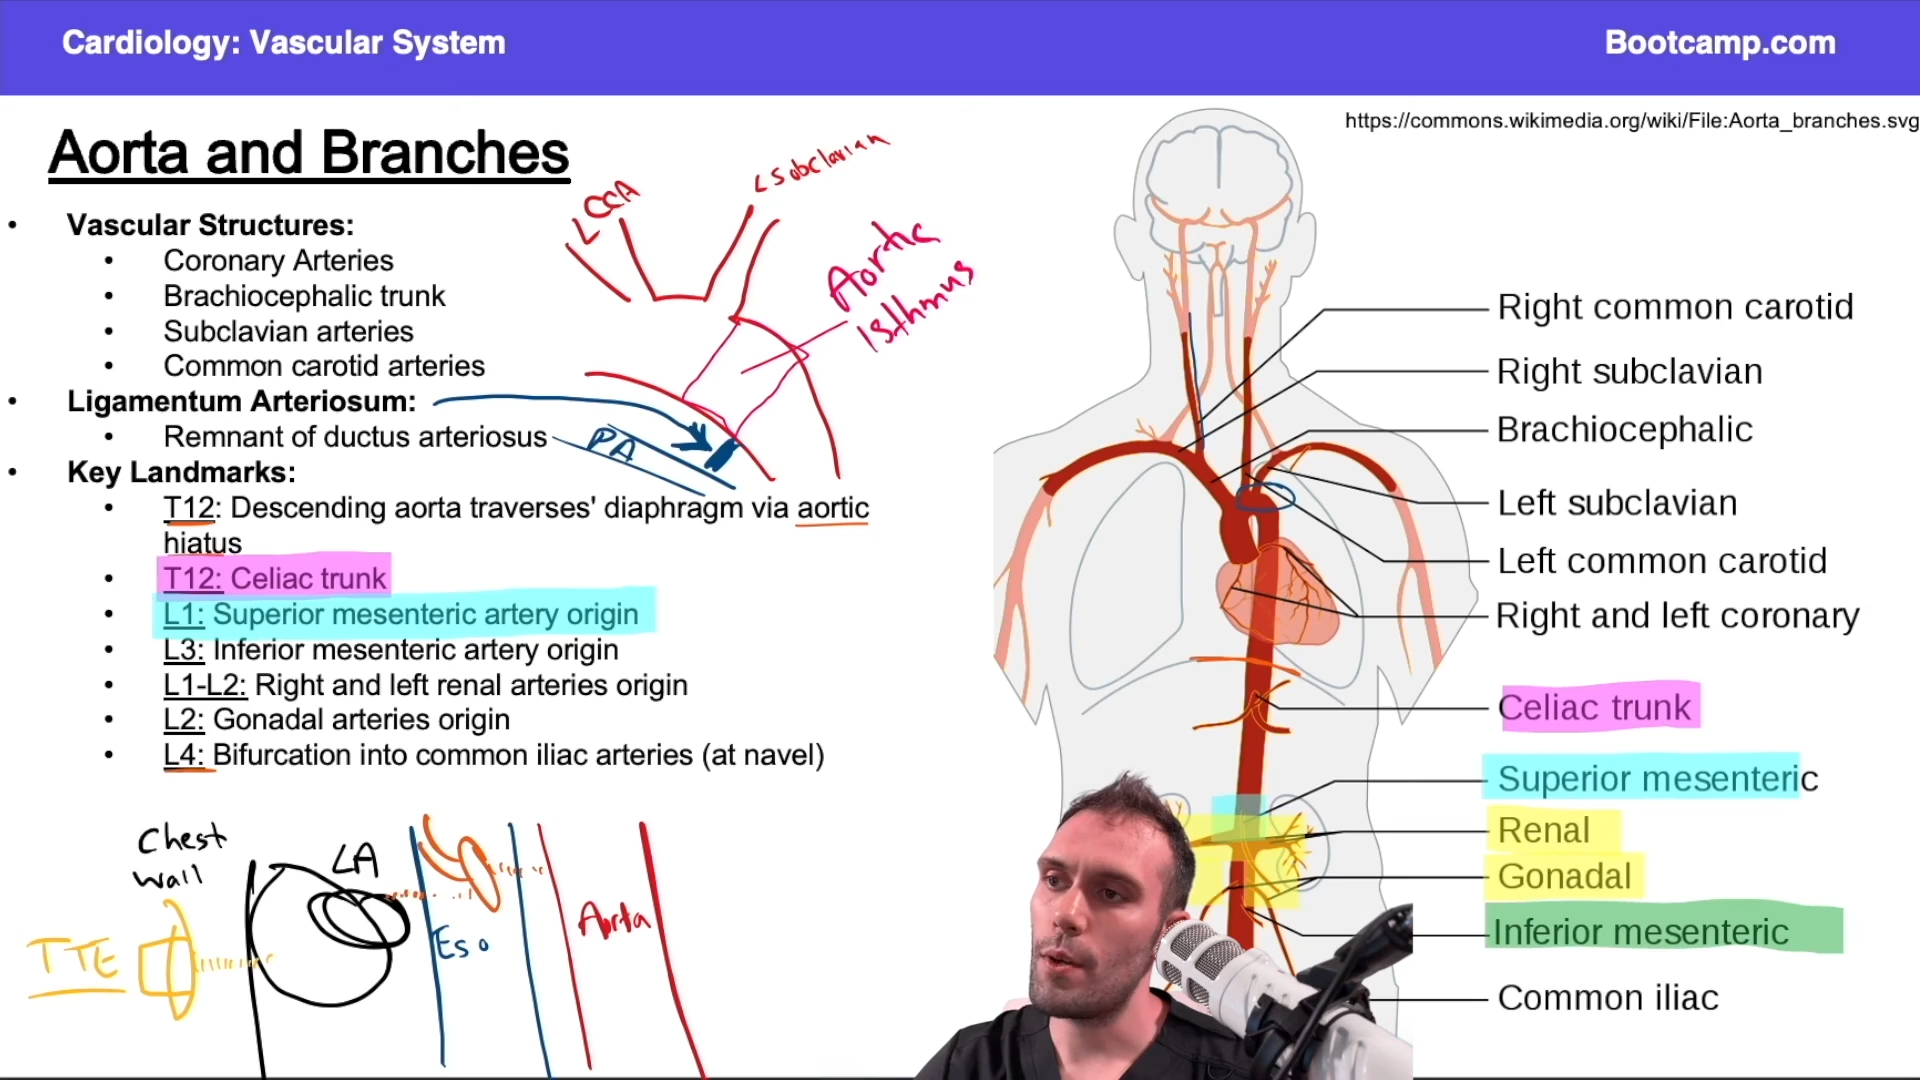 Cardiology: Vascular System
Bootcamp.com
https://commons.wikimedia.org/wiki/File:Aorta_branches.svg
Aorta and Branches
• Vascular Structures:
• Coronary Arteries
• Brachiocephalic trunk
• Subclavian arteries
• Common carotid arteries
• Ligamentum Arteriosum:
• Remnant of ductus arteriosus
• Key Landmarks:
• T12: Descending aorta traverses' diaphragm via aortic
hiatus
• T12: Celiac trunk
• L1: Superior mesenteric artery origin
• L3: Inferior mesenteric artery origin
• L1-L2: Right and left renal arteries origin
• L2: Gonadal arteries origin
• L4: Bifurcation into common iliac arteries (at navel)
L CCA
L Subclavian
Aortic
Isthmus
PA
Chest
wall
LA
TTE
Eso
Aorta
Right common carotid
Right subclavian
Brachiocephalic
Left subclavian
Left common carotid
Right and left coronary
Celiac trunk
Superior mesenteric
Renal
Gonadal
Inferior mesenteric
Common iliac